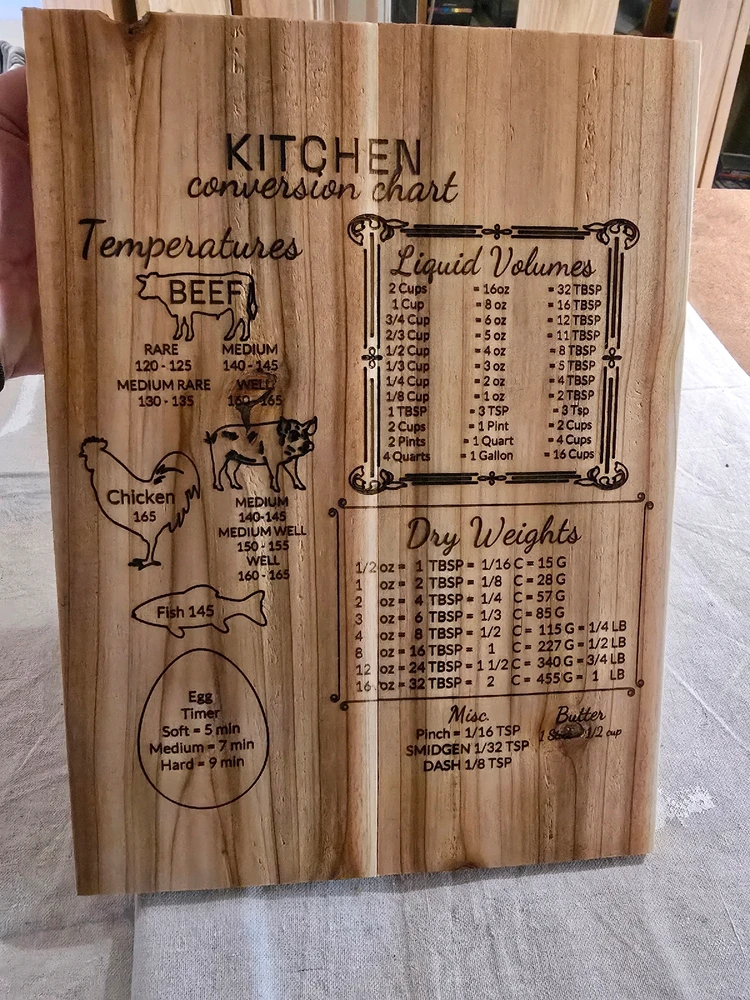 KITCHEN
conversion chart
Temperatures
BEEF
RARE MEDIUM
120 - 125 140 - 145
MEDIUM RARE WELL
130 - 135 160 - 165
Chicken
165
MEDIUM
140-145
MEDIUM WELL
150 - 155
WELL
160 - 165
Fish 145
Egg
Timer
Soft = 5 min
Medium = 7 min
Hard = 9 min
Liquid Volumes
2 Cups = 16oz = 32 TBSP
1 Cup = 8 oz = 16 TBSP
3/4 Cup = 6 oz = 12 TBSP
2/3 Cup = 5 oz = 11 TBSP
1/2 Cup = 4 oz = 8 TBSP
1/3 Cup = 3 oz = 5 TBSP
1/4 Cup = 2 oz = 4 TBSP
1/8 Cup = 1 oz = 2 TBSP
1 TBSP = 3 TSP = 3 Tsp
2 Cups = 1 Pint = 2 Cups
2 Pints = 1 Quart = 4 Cups
4 Quarts = 1 Gallon = 16 Cups
Dry Weights
1/2 oz = 1 TBSP = 1/16 C = 15 G
1 oz = 2 TBSP = 1/8 C = 28 G
2 oz = 4 TBSP = 1/4 C = 57 G
3 oz = 6 TBSP = 1/3 C = 85 G
4 oz = 8 TBSP = 1/2 C = 115 G = 1/4 LB
8 oz = 16 TBSP = 1 C = 227 G = 1/2 LB
12 oz = 24 TBSP = 1 1/2 C = 340 G = 3/4 LB
16 oz = 32 TBSP = 2 C = 455 G = 1 LB
Misc.
Pinch = 1/16 TSP
SMIDGEN 1/32 TSP
DASH 1/8 TSP
Butter
1 1/2 cup